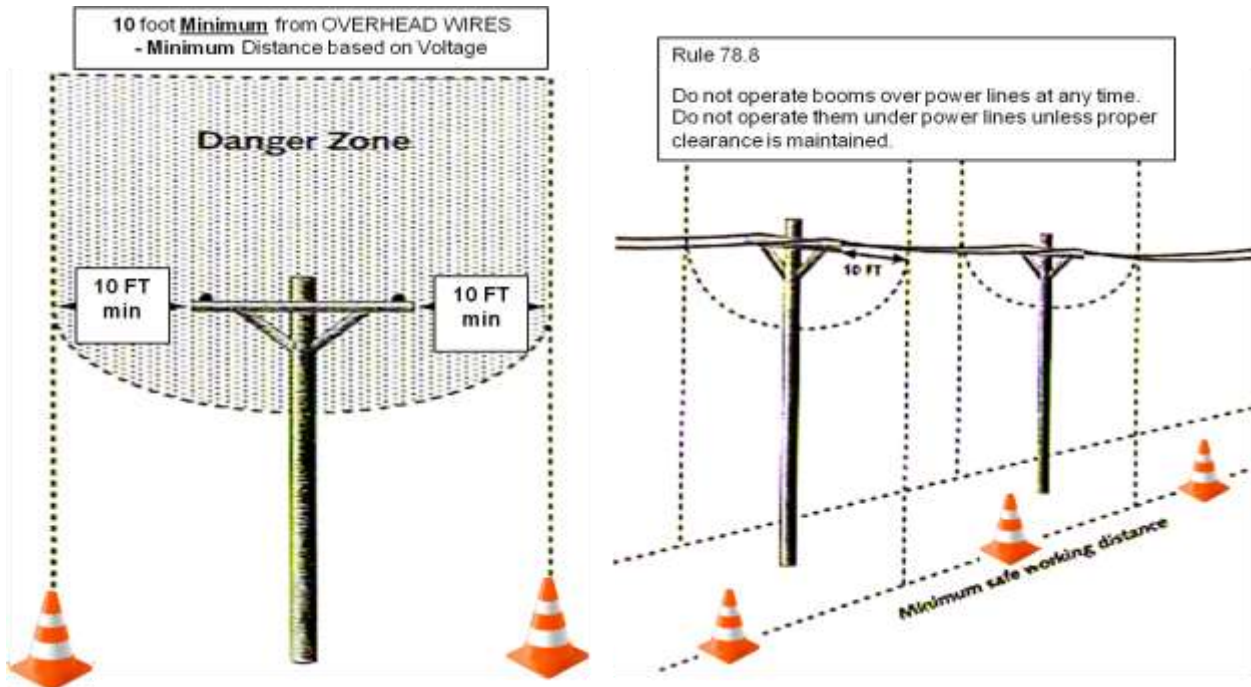 10 foot Minimum from OVERHEAD WIRES
- Minimum Distance based on Voltage
Danger Zone
10 FT
min
10 FT
min
Rule 78.8
Do not operate booms over power lines at any time.
Do not operate them under power lines unless proper
clearance is maintained.
10 FT
Minimum safe working distance